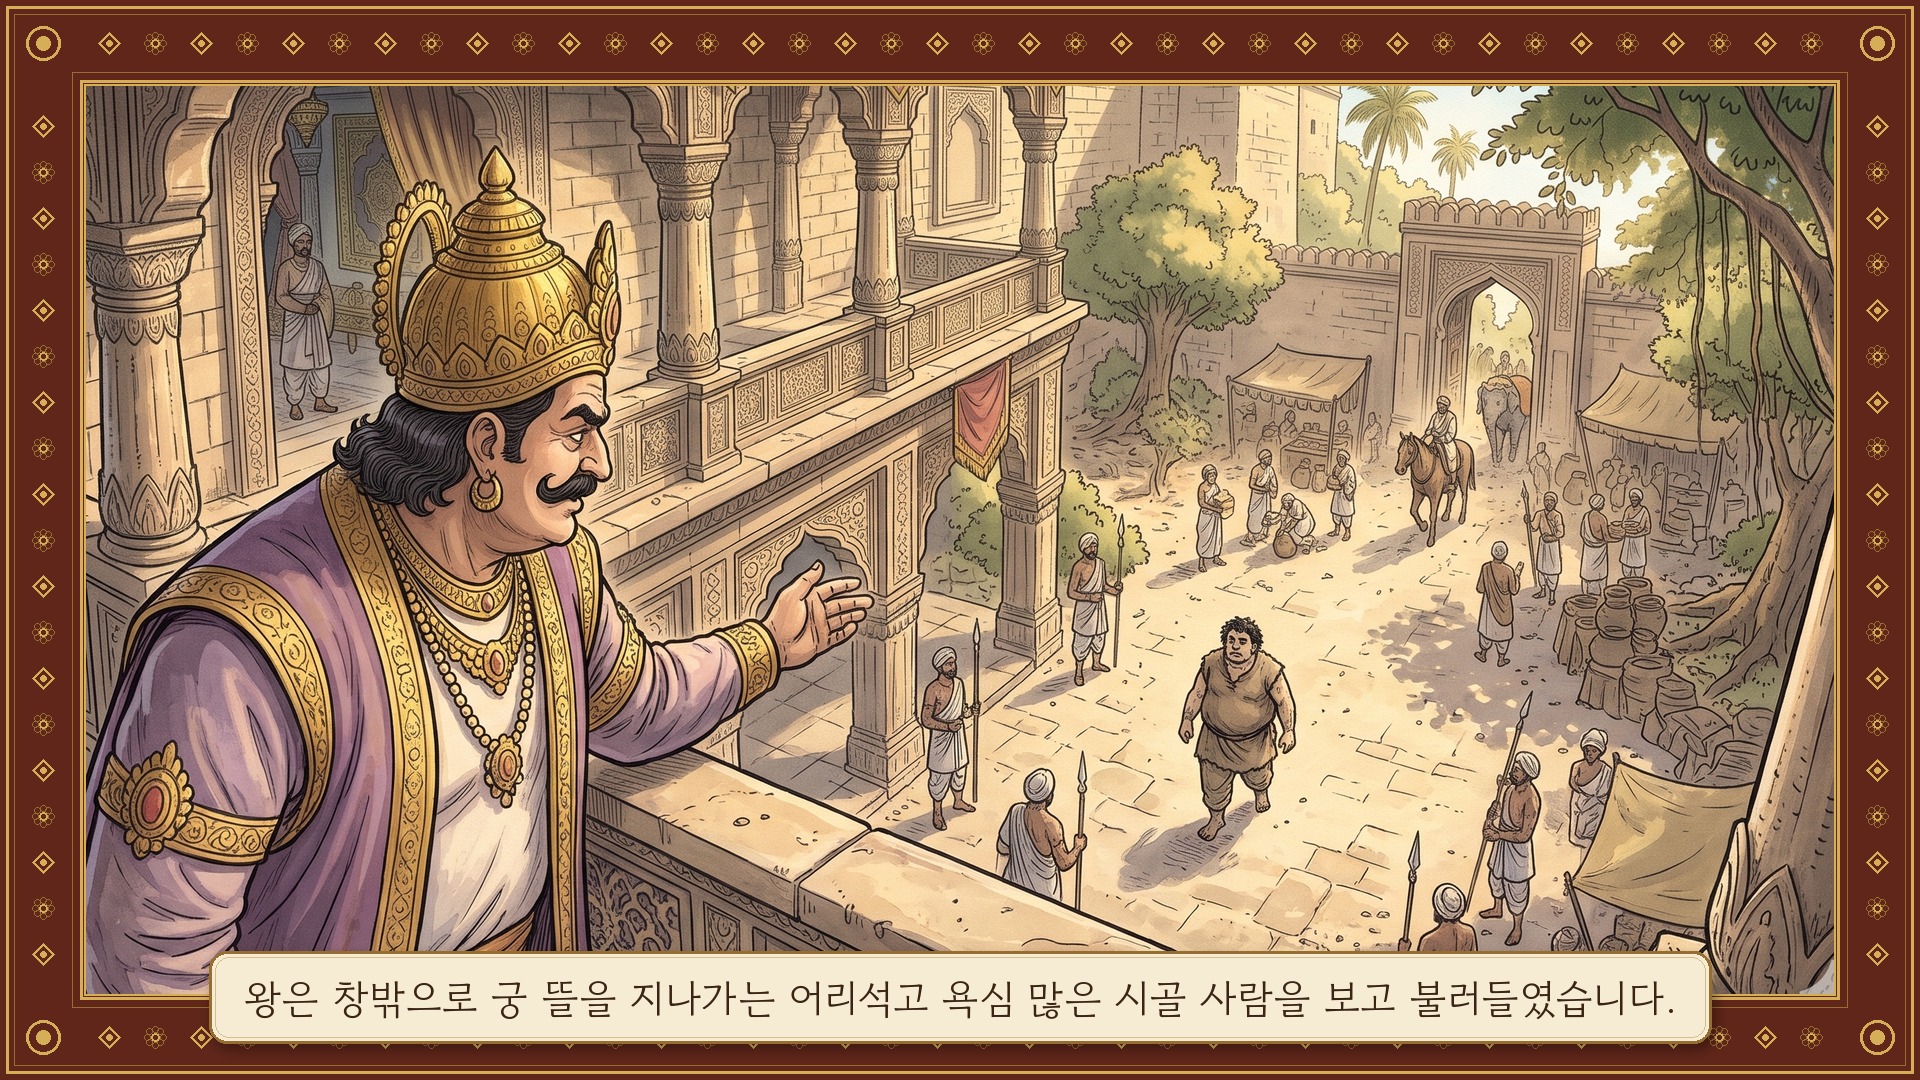 왕은 창밖으로 궁 뜰을 지나가는 어리석고 욕심 많은 시골 사람을 보고 불러들였습니다.